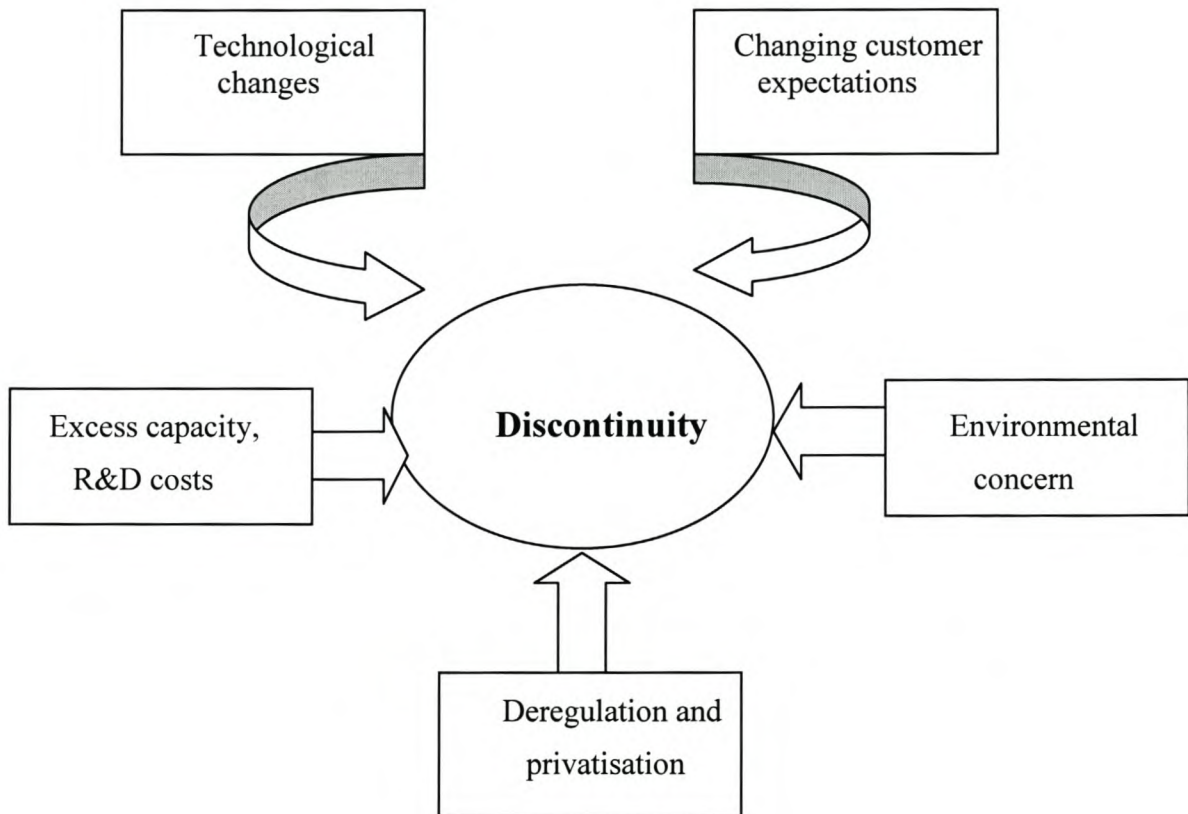 Technological
changes
Changing customer
expectations
Excess capacity,
R&D costs
Discontinuity
Environmental
concern
Deregulation and
privatisation